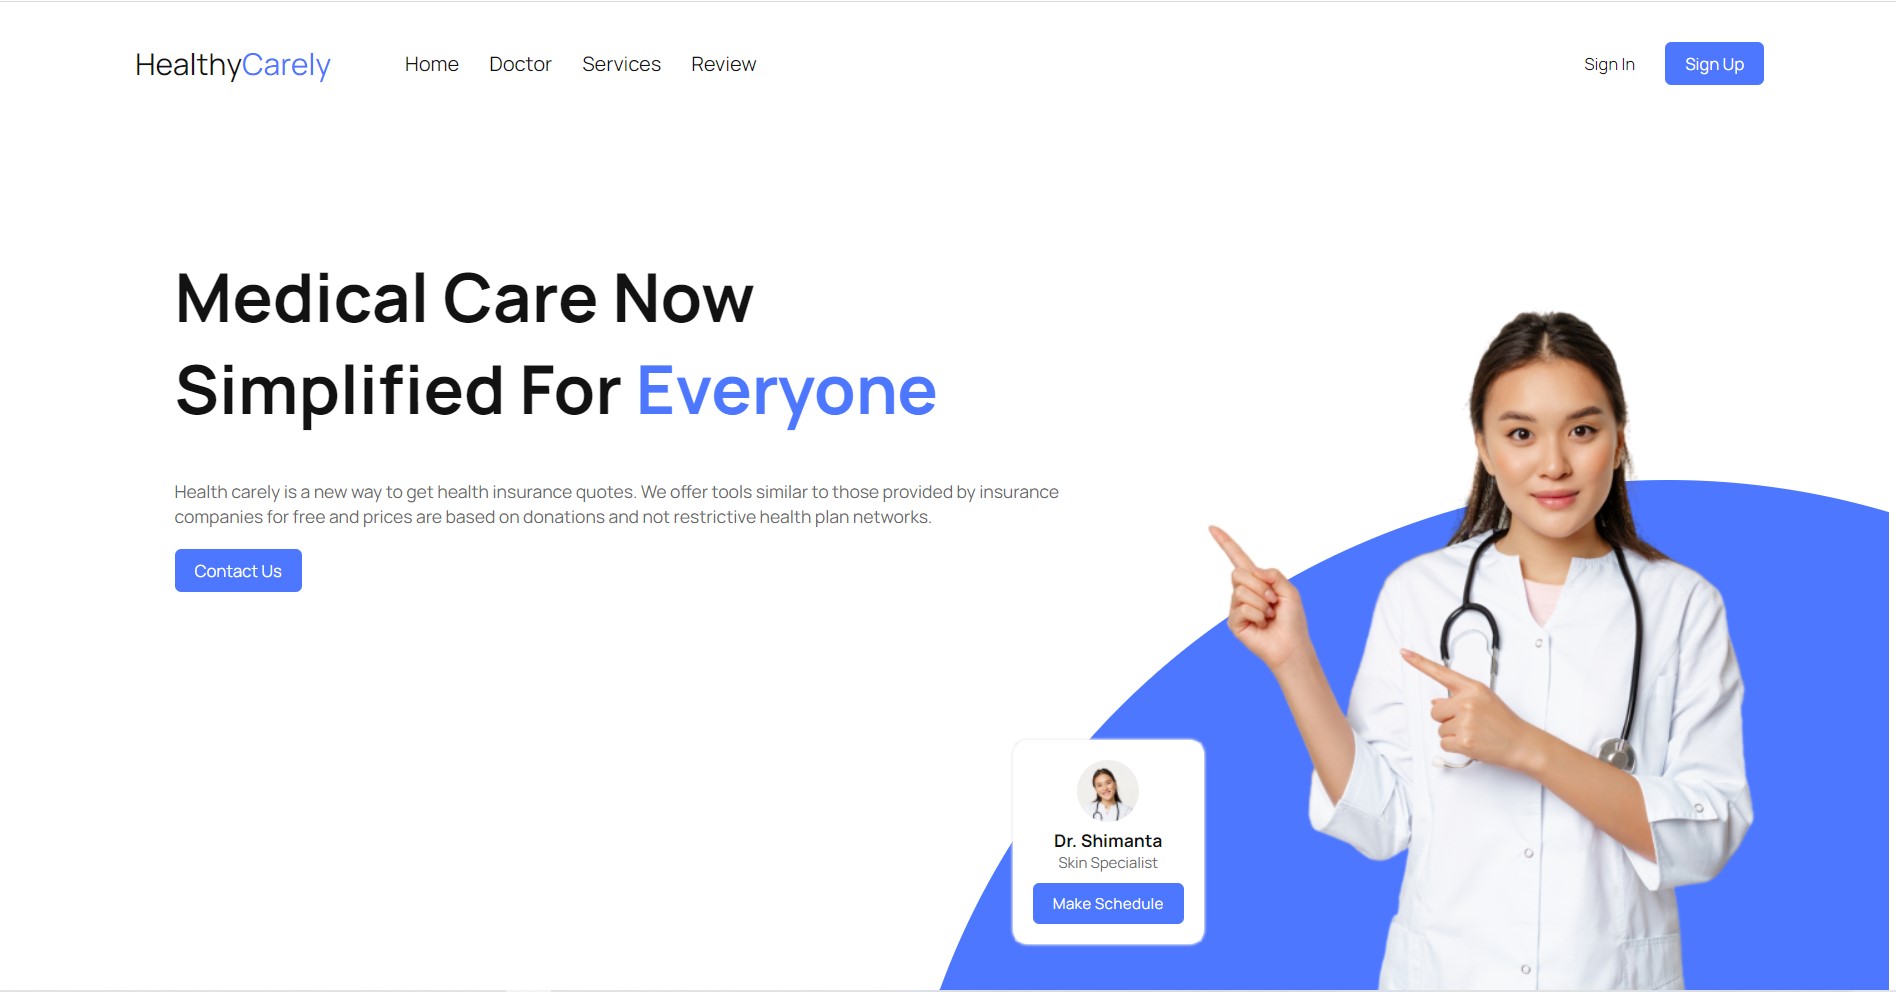 HealthyCarely
Home Doctor Services Review
Sign In
Sign Up
Medical Care Now
Simplified For Everyone
Health carely is a new way to get health insurance quotes. We offer tools similar to those provided by insurance
companies for free and prices are based on donations and not restrictive health plan networks.
Contact Us
Dr. Shimanta
Skin Specialist
Make Schedule